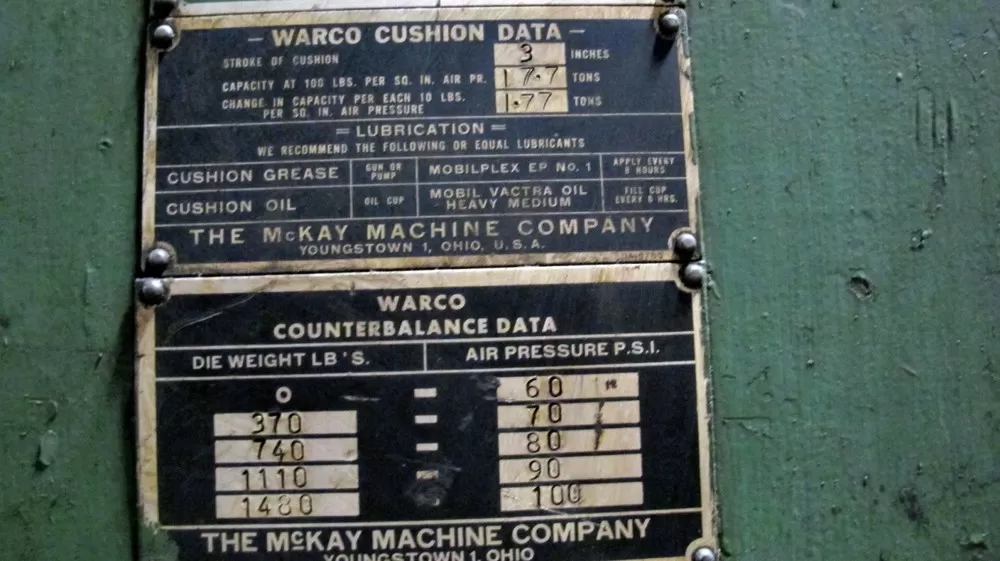 — WARCO CUSHION DATA —
STROKE OF CUSHION 3 INCHES
CAPACITY AT 100 LBS. PER SQ. IN. AIR PR. 17.7 TONS
CHANGE IN CAPACITY PER EACH 10 LBS.
PER SQ. IN. AIR PRESSURE 1.77 TONS
= LUBRICATION =
WE RECOMMEND THE FOLLOWING OR EQUAL LUBRICANTS
CUSHION GREASE GUN OR PUMP MOBILPLEX EP NO. 1 APPLY EVERY 8 HOURS
CUSHION OIL OIL CUP MOBIL VACTRA OIL HEAVY MEDIUM FILL CUP EVERY 8 HRS.
THE McKAY MACHINE COMPANY
YOUNGSTOWN 1, OHIO, U.S.A.
WARCO
COUNTERBALANCE DATA
DIE WEIGHT LB'S. AIR PRESSURE P.S.I.
0 — 60
370 — 70
740 — 80
1110 — 90
1480 — 100
THE McKAY MACHINE COMPANY
YOUNGSTOWN 1, OHIO